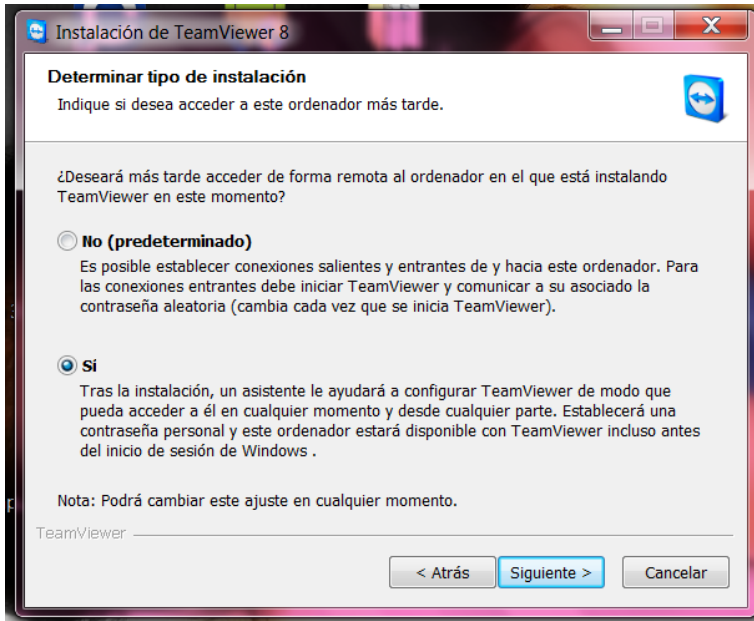 Instalación de TeamViewer 8
Determinar tipo de instalación
Indique si desea acceder a este ordenador más tarde.
¿Deseará más tarde acceder de forma remota al ordenador en el que está instalando
TeamViewer en este momento?
No (predeterminado)
Es posible establecer conexiones salientes y entrantes de y hacia este ordenador. Para
las conexiones entrantes debe iniciar TeamViewer y comunicar a su asociado la
contraseña aleatoria (cambia cada vez que se inicia TeamViewer).
Sí
Tras la instalación, un asistente le ayudará a configurar TeamViewer de modo que
pueda acceder a él en cualquier momento y desde cualquier parte. Establecerá una
contraseña personal y este ordenador estará disponible con TeamViewer incluso antes
del inicio de sesión de Windows .
Nota: Podrá cambiar este ajuste en cualquier momento.
TeamViewer
< Atrás Siguiente > Cancelar